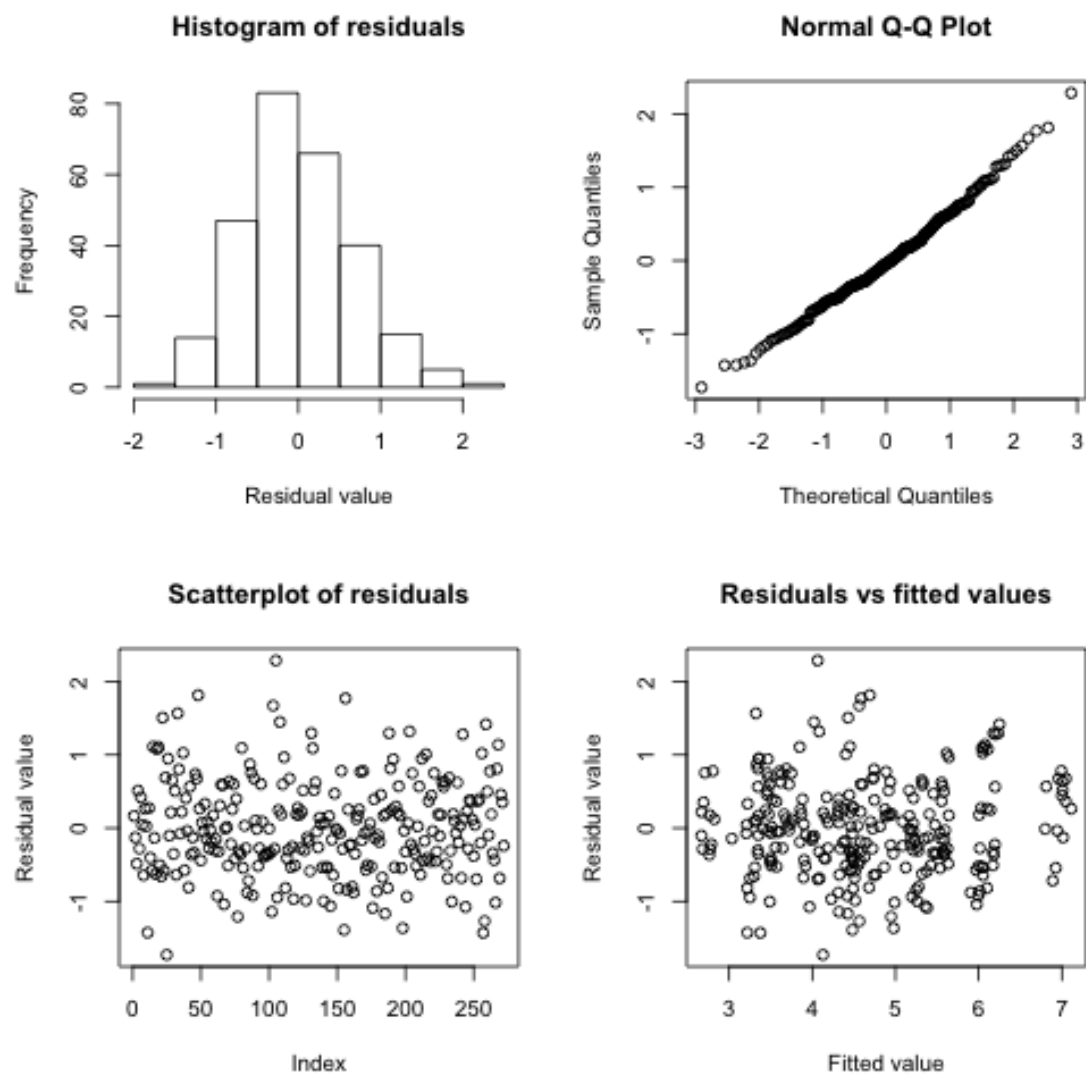 Histogram of residuals
Frequency
80
60
40
20
0
-2 -1 0 1 2
Residual value
Normal Q-Q Plot
Sample Quantiles
2
1
0
-1
-3 -2 -1 0 1 2 3
Theoretical Quantiles
Scatterplot of residuals
Residual value
2
1
0
-1
0 50 100 150 200 250
Index
Residuals vs fitted values
Residual value
2
1
0
-1
3 4 5 6 7
Fitted value